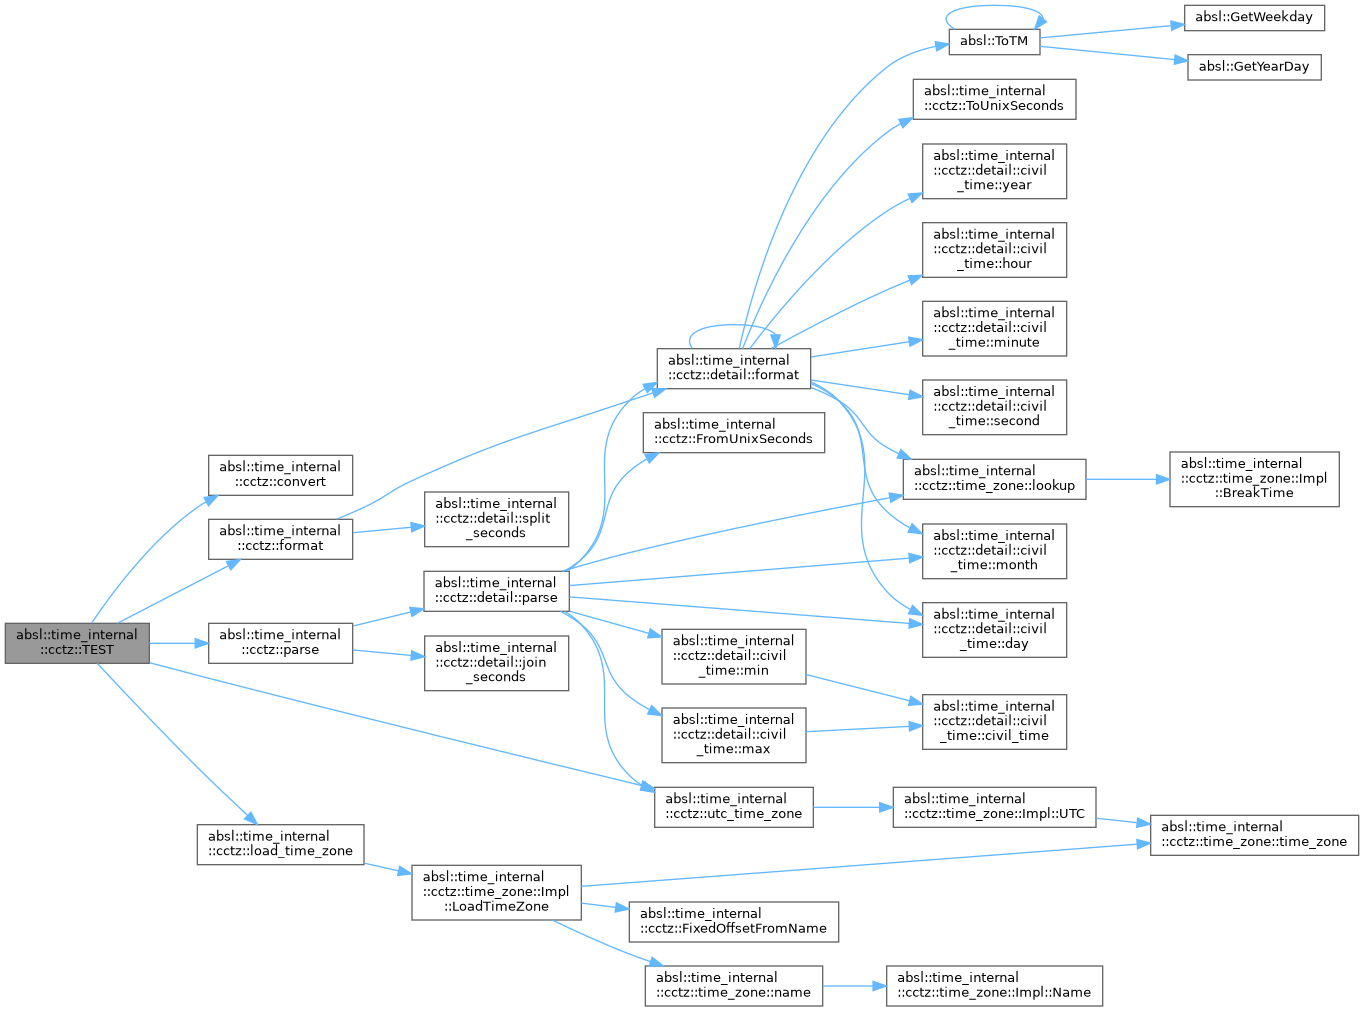 absl::ToTM
absl::GetWeekday
absl::GetYearDay
absl::time_internal
::cctz::ToUnixSeconds
absl::time_internal
::cctz::detail::civil
_time::year
absl::time_internal
::cctz::detail::civil
_time::hour
absl::time_internal
::cctz::detail::civil
_time::minute
absl::time_internal
::cctz::detail::format
absl::time_internal
::cctz::detail::civil
_time::second
absl::time_internal
::cctz::FromUnixSeconds
absl::time_internal
::cctz::convert
absl::time_internal
::cctz::time_zone::lookup
absl::time_internal
::cctz::time_zone::Impl
::BreakTime
absl::time_internal
::cctz::format
absl::time_internal
::cctz::detail::split
_seconds
absl::time_internal
::cctz::detail::civil
_time::month
absl::time_internal
::cctz::detail::parse
absl::time_internal
::cctz::detail::civil
_time::day
absl::time_internal
::cctz::TEST
absl::time_internal
::cctz::parse
absl::time_internal
::cctz::detail::join
_seconds
absl::time_internal
::cctz::detail::civil
_time::min
absl::time_internal
::cctz::detail::civil
_time::max
absl::time_internal
::cctz::detail::civil
_time::civil_time
absl::time_internal
::cctz::utc_time_zone
absl::time_internal
::cctz::time_zone::Impl::UTC
absl::time_internal
::cctz::time_zone::time_zone
absl::time_internal
::cctz::load_time_zone
absl::time_internal
::cctz::time_zone::Impl
::LoadTimeZone
absl::time_internal
::cctz::FixedOffsetFromName
absl::time_internal
::cctz::time_zone::name
absl::time_internal
::cctz::time_zone::Impl::Name